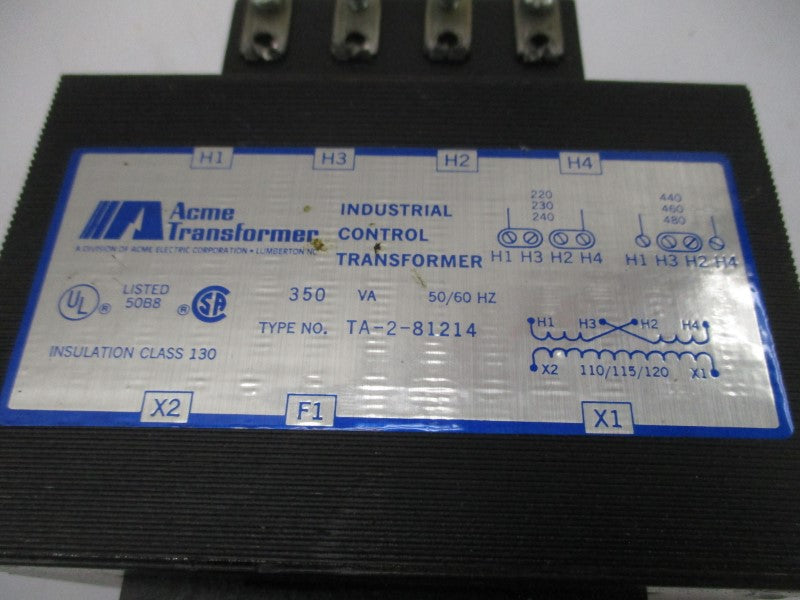 H1 H3 H2 H4
Acme
Transformer
A DIVISION OF ACME ELECTRIC CORPORATION • LUMBERTON NC
INDUSTRIAL
CONTROL
TRANSFORMER
220
230
240
H1 H3 H2 H4
440
460
480
H1 H3 H2 H4
UL ® LISTED
50B8
SA ®
350 VA 50/60 HZ
TYPE NO. TA-2-81214
INSULATION CLASS 130
H1 H3 H2 H4
X2 110/115/120 X1
X2 F1 X1